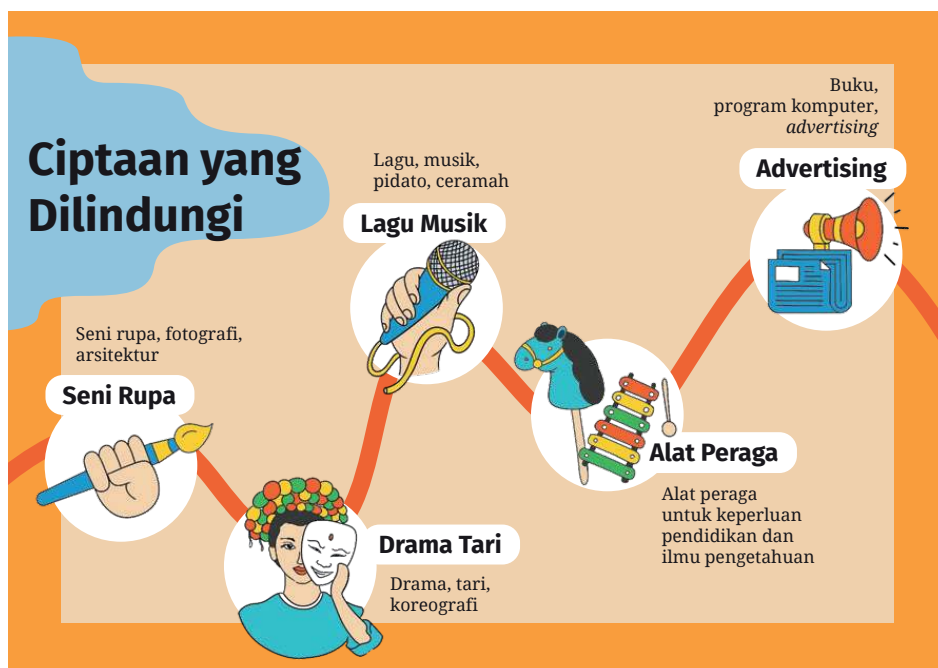 Ciptaan yang
Dilindungi
Seni rupa, fotografi,
arsitektur
Seni Rupa
Drama Tari
Drama, tari,
koreografi
Lagu, musik,
pidato, ceramah
Lagu Musik
Alat Peraga
Alat peraga
untuk keperluan
pendidikan dan
ilmu pengetahuan
Buku,
program komputer,
advertising
Advertising